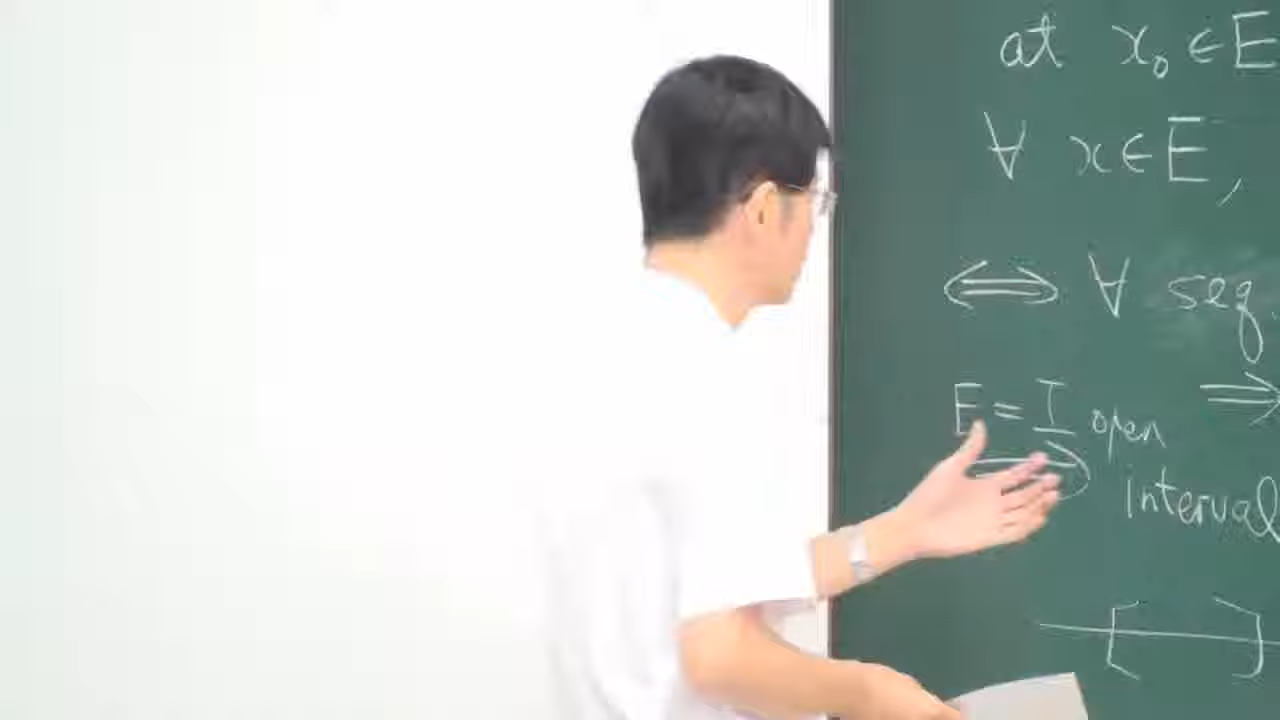 at x₀ ∈ E
∀ x ∈ E,
⟺ ∀ seq.
⇒
E = I open
⟹
interval
[ ]